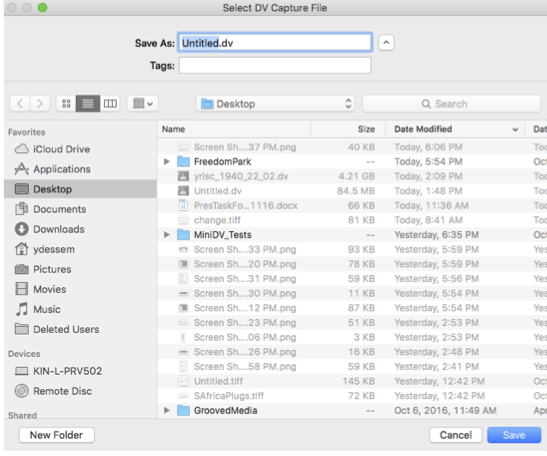 Select DV Capture File
Save As: Untitled.dv
Tags:
Desktop
Search
Favorites
iCloud Drive
Applications
Desktop
Documents
Downloads
ydessem
Pictures
Movies
Music
Deleted Users
Devices
KIN-L-PRV502
Remote Disc
Shared
Name Size Date Modified Dat
Screen Sh....37 PM.png 40 KB Today, 6:06 PM Tod
FreedomPark -- Today, 5:54 PM Oct
yrlsc_1940_22_02.dv 4.21 GB Today, 2:09 PM Tod
Untitled.dv 84.5 MB Today, 1:48 PM Tod
PresTaskFo...1116.docx 66 KB Today, 11:36 AM Tod
change.tiff 81 KB Today, 8:41 AM Tod
MiniDV_Tests -- Yesterday, 6:35 PM Oct
Screen Sh....33 PM.png 93 KB Yesterday, 5:59 PM Yes
Screen Sh....20 PM.png 78 KB Yesterday, 5:59 PM Yes
Screen Sh....31 PM.png 59 KB Yesterday, 5:56 PM Yes
Screen Sh....30 PM.png 11 KB Yesterday, 5:54 PM Yes
Screen Sh....12 PM.png 87 KB Yesterday, 5:54 PM Yes
Screen Sh....23 PM.png 51 KB Yesterday, 2:53 PM Yes
Screen Sh....06 PM.png 3 KB Yesterday, 2:53 PM Yes
Screen Sh....26 PM.png 16 KB Yesterday, 2:48 PM Yes
Screen Sh....58 PM.png 59 KB Yesterday, 2:41 PM Yes
Untitled.tiff 145 KB Yesterday, 12:42 PM Oct
SAfricaPlugs.tiff 72 KB Yesterday, 12:42 PM Yes
GroovedMedia -- Oct 6, 2016, 11:49 AM Apr
New Folder
Cancel
Save